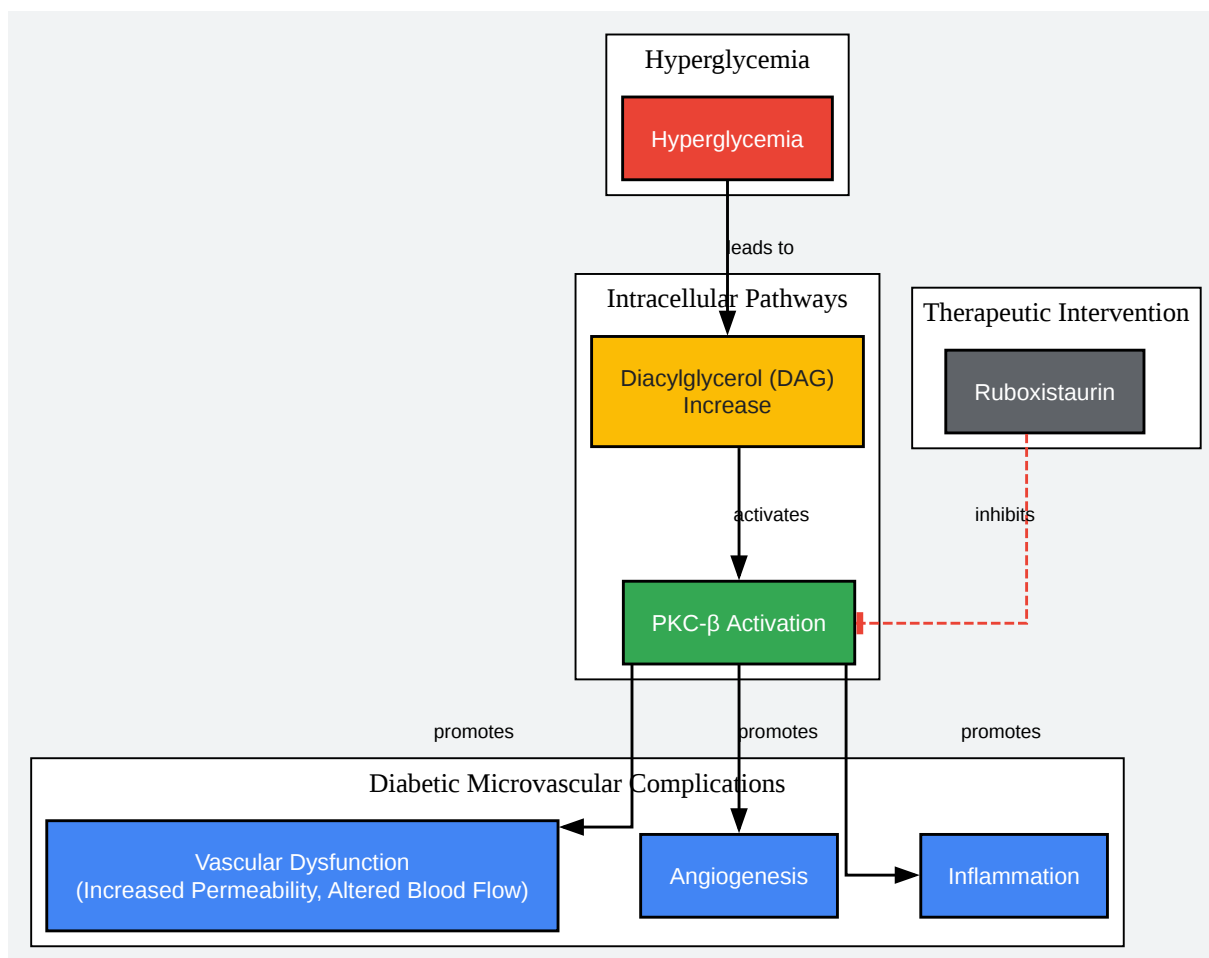 Hyperglycemia
Hyperglycemia
leads to
Intracellular Pathways
Therapeutic Intervention
Diacylglycerol (DAG)
Increase
Ruboxistaurin
activates
inhibits
PKC-β Activation
promotes
promotes
promotes
Diabetic Microvascular Complications
Vascular Dysfunction
(Increased Permeability, Altered Blood Flow)
Angiogenesis
Inflammation